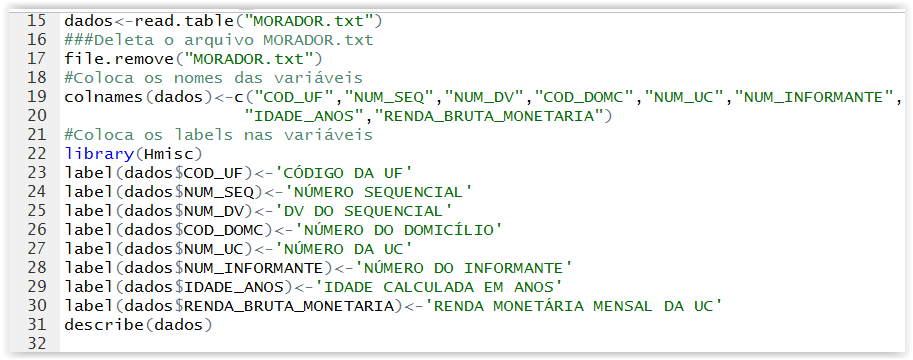 15 dados<-read.table("MORADOR.txt")
16 ###Deleta o arquivo MORADOR.txt
17 file.remove("MORADOR.txt")
18 #Coloca os nomes das variáveis
19 colnames(dados)<-c("COD_UF","NUM_SEQ","NUM_DV","COD_DOMC","NUM_UC","NUM_INFORMANTE",
20 "IDADE_ANOS","RENDA_BRUTA_MONETARIA")
21 #Coloca os labels nas variáveis
22 library(Hmisc)
23 label(dados$COD_UF)<-'CÓDIGO DA UF'
24 label(dados$NUM_SEQ)<-'NÚMERO SEQUENCIAL'
25 label(dados$NUM_DV)<-'DV DO SEQUENCIAL'
26 label(dados$COD_DOMC)<-'NÚMERO DO DOMICÍLIO'
27 label(dados$NUM_UC)<-'NÚMERO DA UC'
28 label(dados$NUM_INFORMANTE)<-'NÚMERO DO INFORMANTE'
29 label(dados$IDADE_ANOS)<-'IDADE CALCULADA EM ANOS'
30 label(dados$RENDA_BRUTA_MONETARIA)<-'RENDA MONETÁRIA MENSAL DA UC'
31 describe(dados)
32